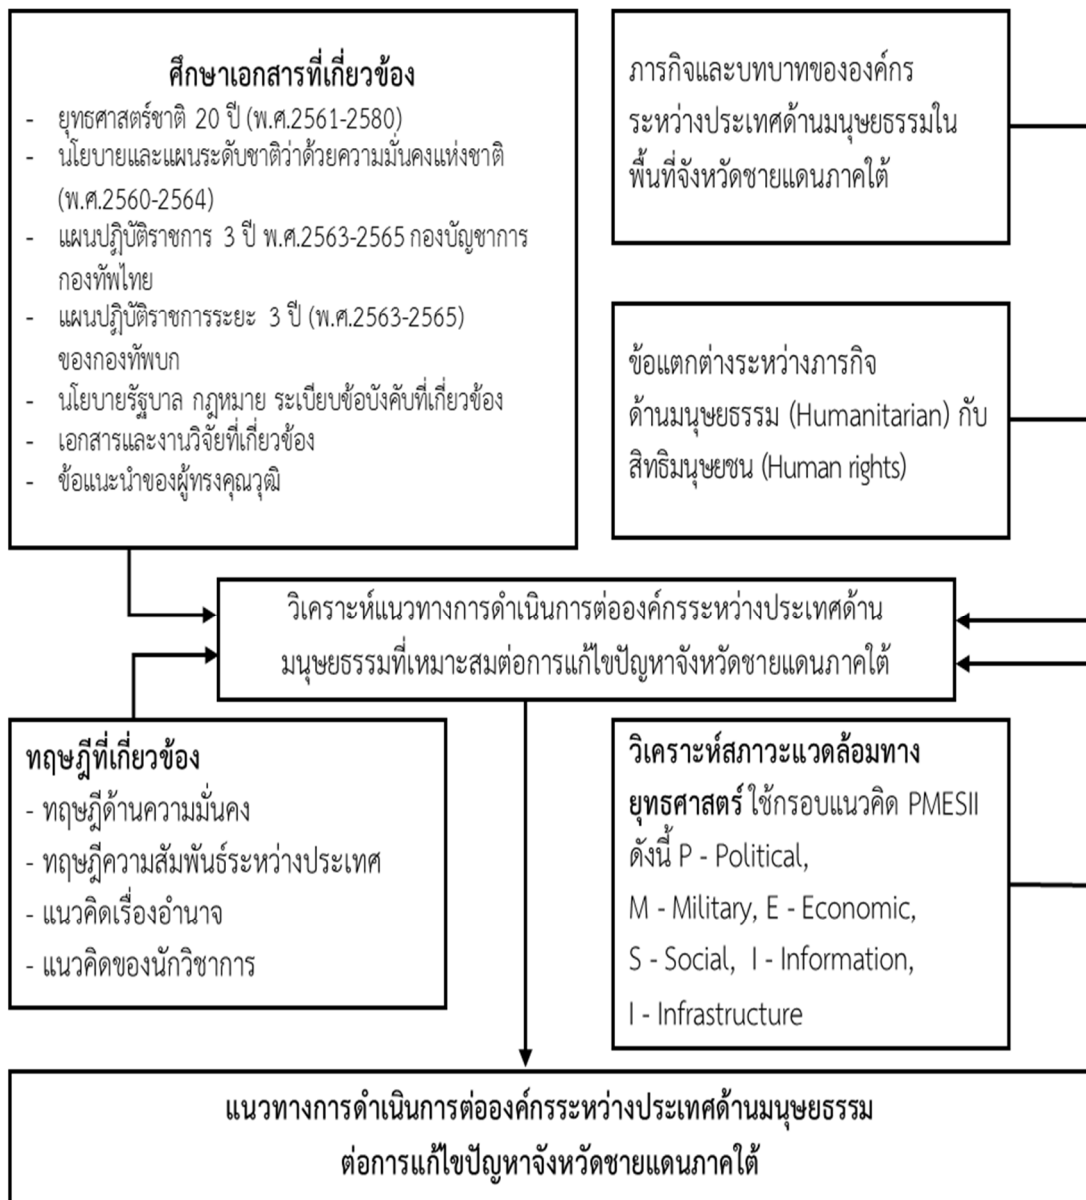 ศึกษาเอกสารที่เกี่ยวข้อง
- ยุทธศาสตร์ชาติ 20 ปี (พ.ศ.2561-2580)
- นโยบายและแผนระดับชาติว่าด้วยความมั่นคงแห่งชาติ
(พ.ศ.2560-2564)
- แผนปฏิบัติราชการ 3 ปี พ.ศ.2563-2565 กองบัญชาการ
กองทัพไทย
- แผนปฏิบัติราชการระยะ 3 ปี (พ.ศ.2563-2565)
ของกองทัพบก
- นโยบายรัฐบาล กฎหมาย ระเบียบข้อบังคับที่เกี่ยวข้อง
- เอกสารและงานวิจัยที่เกี่ยวข้อง
- ข้อแนะนำของผู้ทรงคุณวุฒิ
ภารกิจและบทบาทขององค์กร
ระหว่างประเทศด้านมนุษยธรรมใน
พื้นที่จังหวัดชายแดนภาคใต้
ข้อแตกต่างระหว่างภารกิจ
ด้านมนุษยธรรม (Humanitarian) กับ
สิทธิมนุษยชน (Human rights)
วิเคราะห์แนวทางการดำเนินการต่อองค์กรระหว่างประเทศด้าน
มนุษยธรรมที่เหมาะสมต่อการแก้ไขปัญหาจังหวัดชายแดนภาคใต้
ทฤษฎีที่เกี่ยวข้อง
- ทฤษฎีด้านความมั่นคง
- ทฤษฎีความสัมพันธ์ระหว่างประเทศ
- แนวคิดเรื่องอำนาจ
- แนวคิดของนักวิชาการ
วิเคราะห์สภาวะแวดล้อมทาง
ยุทธศาสตร์ ใช้กรอบแนวคิด PMESII
ดังนี้ P - Political,
M - Military, E - Economic,
S - Social, I - Information,
I - Infrastructure
แนวทางการดำเนินการต่อองค์กรระหว่างประเทศด้านมนุษยธรรม
ต่อการแก้ไขปัญหาจังหวัดชายแดนภาคใต้